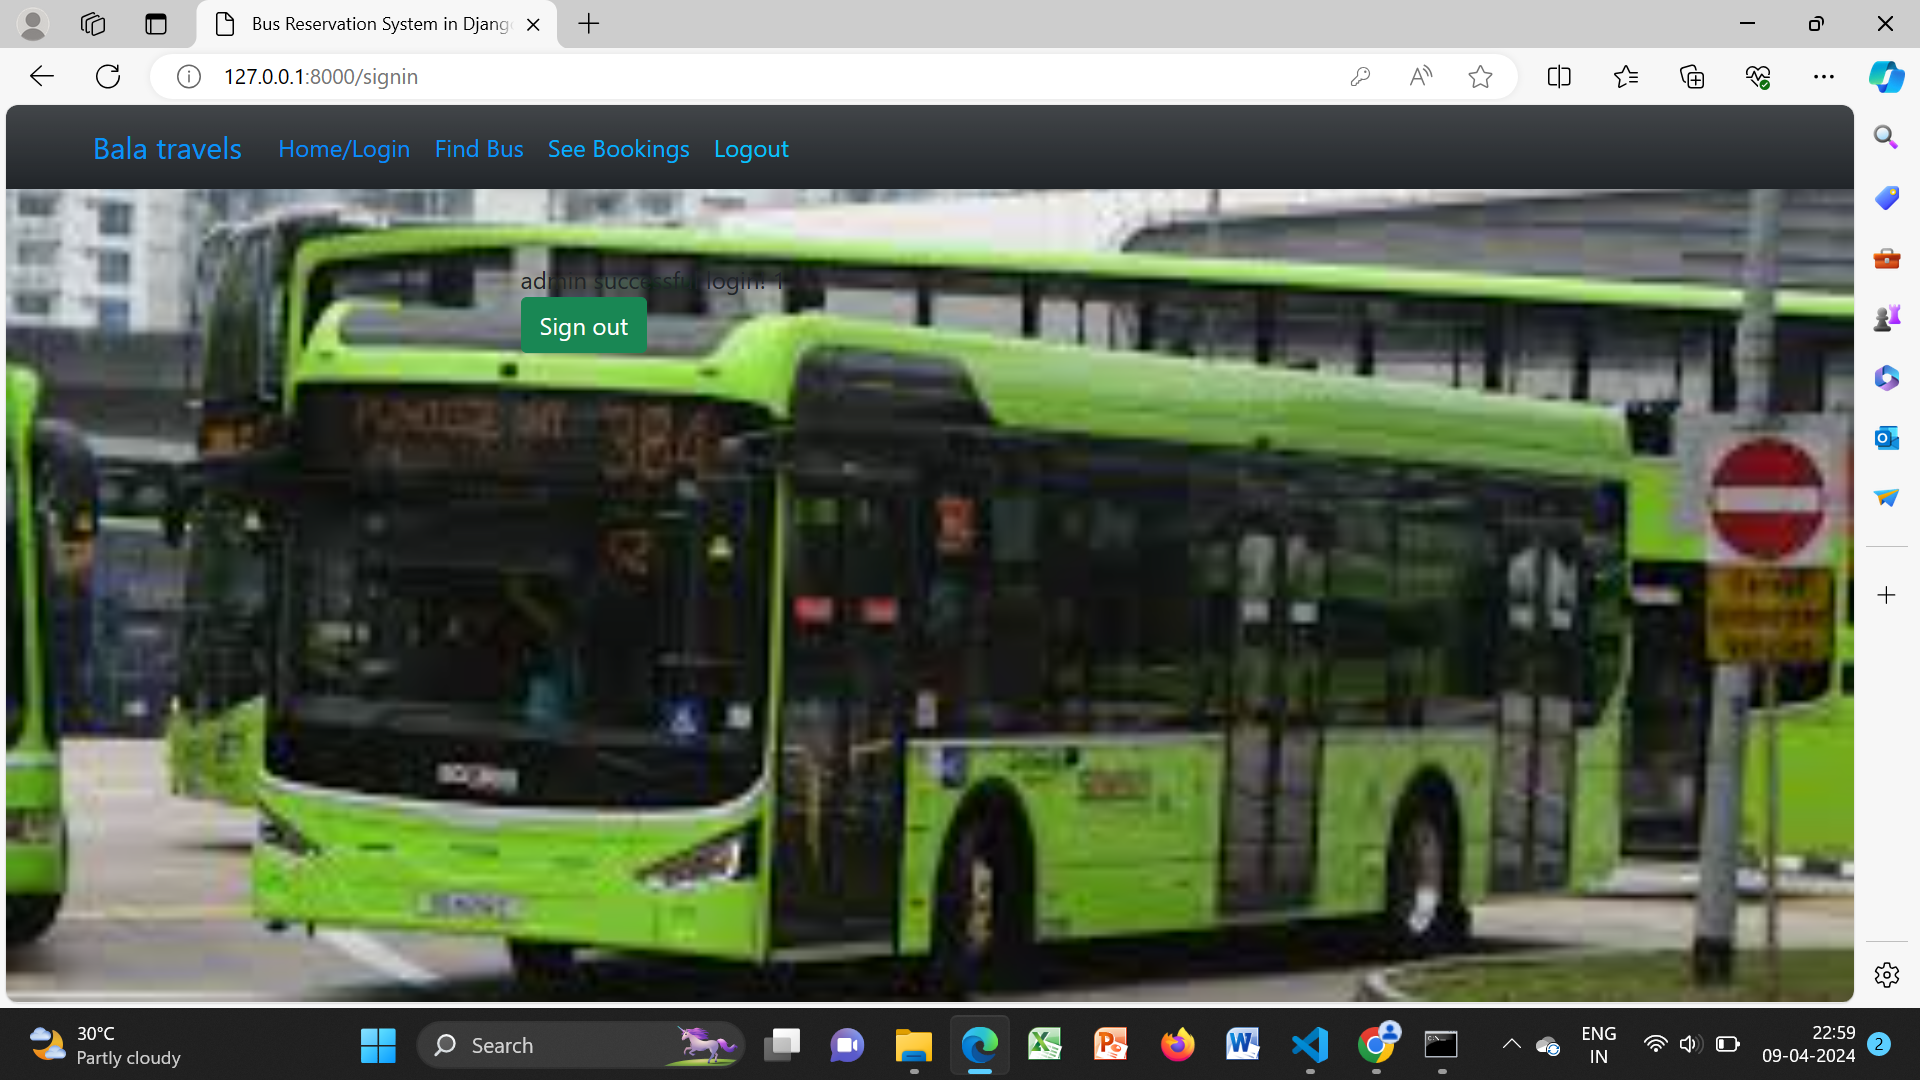 Bus Reservation System in Djang
127.0.0.1:8000/signin
Bala travels Home/Login Find Bus See Bookings Logout
admin successful login! 1
Sign out
384
30°C
Partly cloudy
Search
ENG
IN
22:59
09-04-2024
2